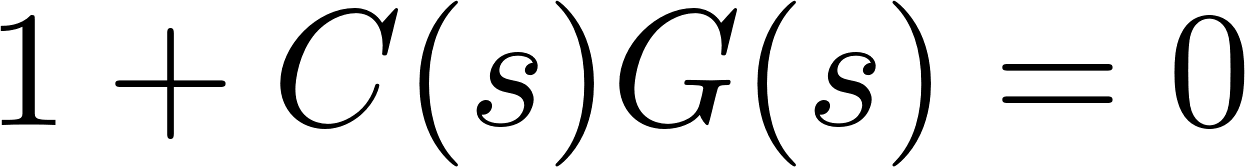 1 + C(s)G(s) = 0